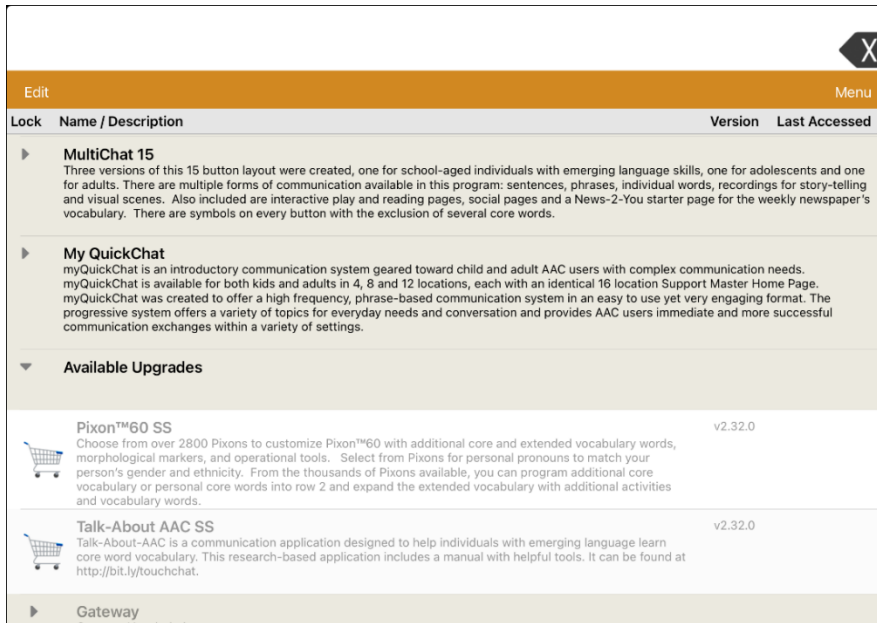 X
Edit
Menu
Lock Name / Description Version Last Accessed
MultiChat 15
Three versions of this 15 button layout were created, one for school-aged individuals with emerging language skills, one for adolescents and one
for adults. There are multiple forms of communication available in this program: sentences, phrases, individual words, recordings for story-telling
and visual scenes. Also included are interactive play and reading pages, social pages and a News-2-You starter page for the weekly newspaper's
vocabulary. There are symbols on every button with the exclusion of several core words.
My QuickChat
myQuickChat is an introductory communication system geared toward child and adult AAC users with complex communication needs.
myQuickChat is available for both kids and adults in 4, 8 and 12 locations, each with an identical 16 location Support Master Home Page.
myQuickChat was created to offer a high frequency, phrase-based communication system in an easy to use yet very engaging format. The
progressive system offers a variety of topics for everyday needs and conversation and provides AAC users immediate and more successful
communication exchanges within a variety of settings.
Available Upgrades
Pixon™60 SS v2.32.0
Choose from over 2800 Pixons to customize Pixon™60 with additional core and extended vocabulary words,
morphological markers, and operational tools. Select from Pixons for personal pronouns to match your
person's gender and ethnicity. From the thousands of Pixons available, you can program additional core
vocabulary or personal core words into row 2 and expand the extended vocabulary with additional activities
and vocabulary words.
Talk-About AAC SS v2.32.0
Talk-About-AAC is a communication application designed to help individuals with emerging language learn
core word vocabulary. This research-based application includes a manual with helpful tools. It can be found at
http://bit.ly/touchchat.
Gateway